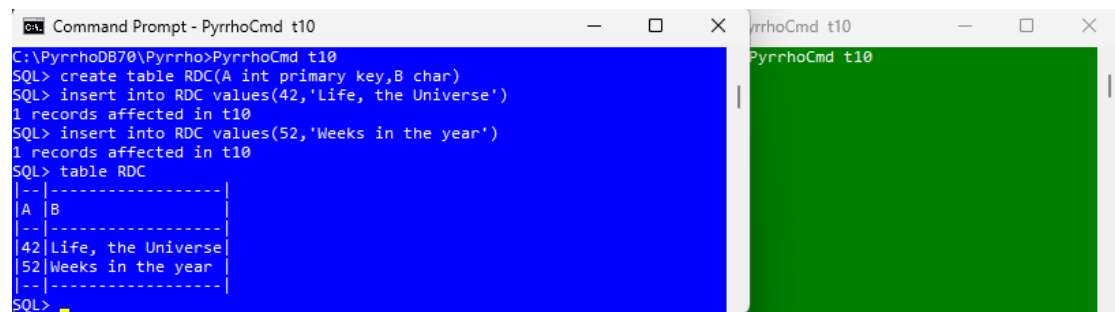 Command Prompt - PyrrhoCmd t10
C:\PyrrhoDB70\Pyrrho>PyrrhoCmd t10
SQL> create table RDC(A int primary key,B char)
SQL> insert into RDC values(42,'Life, the Universe')
1 records affected in t10
SQL> insert into RDC values(52,'Weeks in the year')
1 records affected in t10
SQL> table RDC
|--|------------------|
|A |B                 |
|--|------------------|
|42|Life, the Universe|
|52|Weeks in the year |
|--|------------------|
SQL>
yrrhoCmd t10
PyrrhoCmd t10